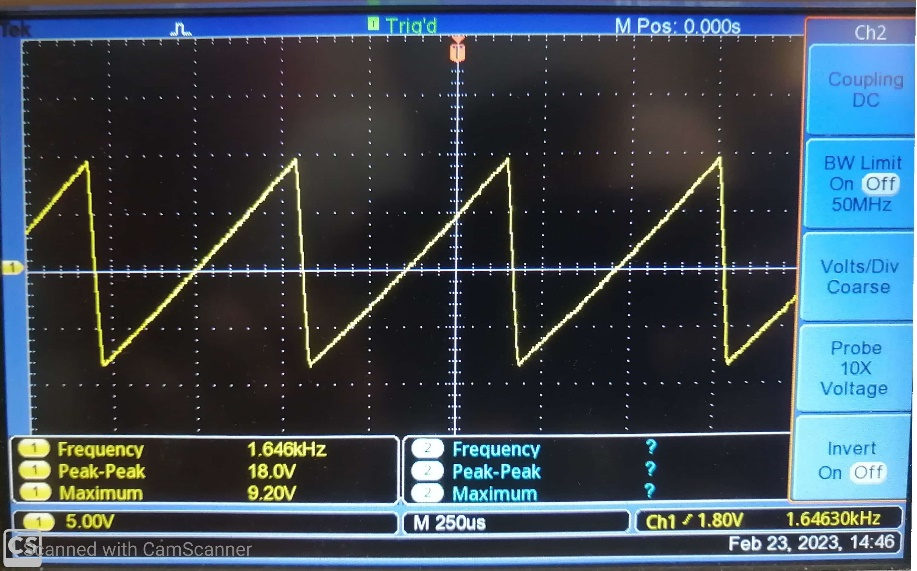 Tek
Trig'd
M Pos: 0.000s
Ch2
Coupling
DC
BW Limit
On Off
50MHz
Volts/Div
Coarse
Probe
10X
Voltage
Invert
On Off
1
1 Frequency 1.646kHz
1 Peak-Peak 18.0V
1 Maximum 9.20V
2 Frequency ?
2 Peak-Peak ?
2 Maximum ?
1 5.00V
M 250us
Ch1 1.80V 1.64630kHz
Feb 23, 2023, 14:46
CS Scanned with CamScanner